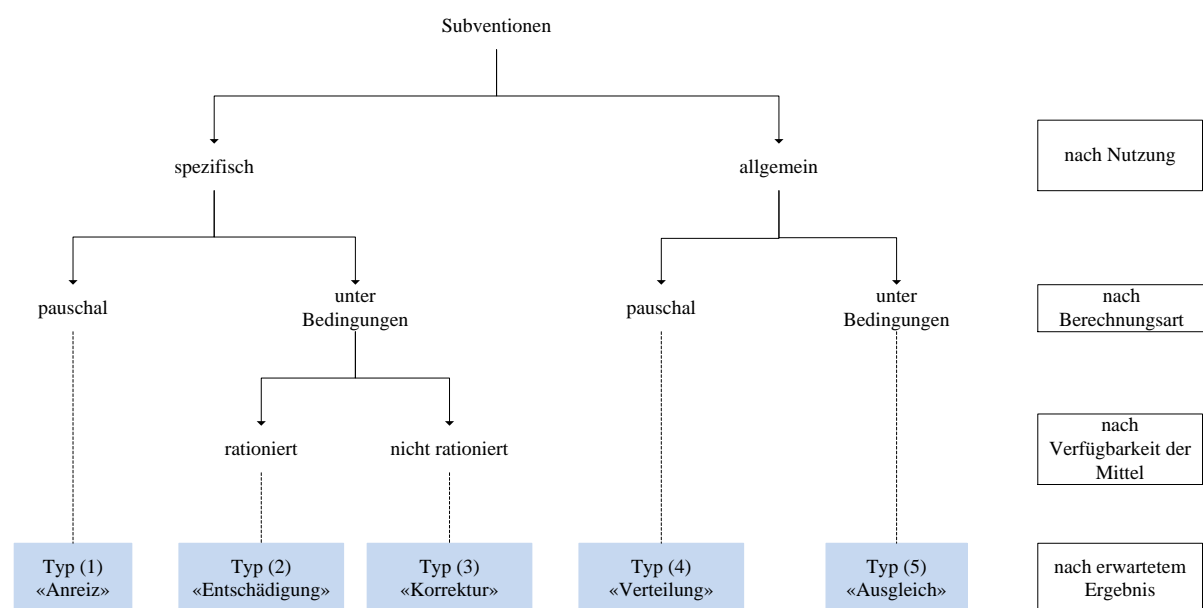 Subventionen
spezifisch
allgemein
nach Nutzung
pauschal
unter
Bedingungen
pauschal
unter
Bedingungen
nach
Berechnungsart
rationiert
nicht rationiert
nach
Verfügbarkeit der
Mittel
Typ (1)
«Anreiz»
Typ (2)
«Entschädigung»
Typ (3)
«Korrektur»
Typ (4)
«Verteilung»
Typ (5)
«Ausgleich»
nach erwartetem
Ergebnis